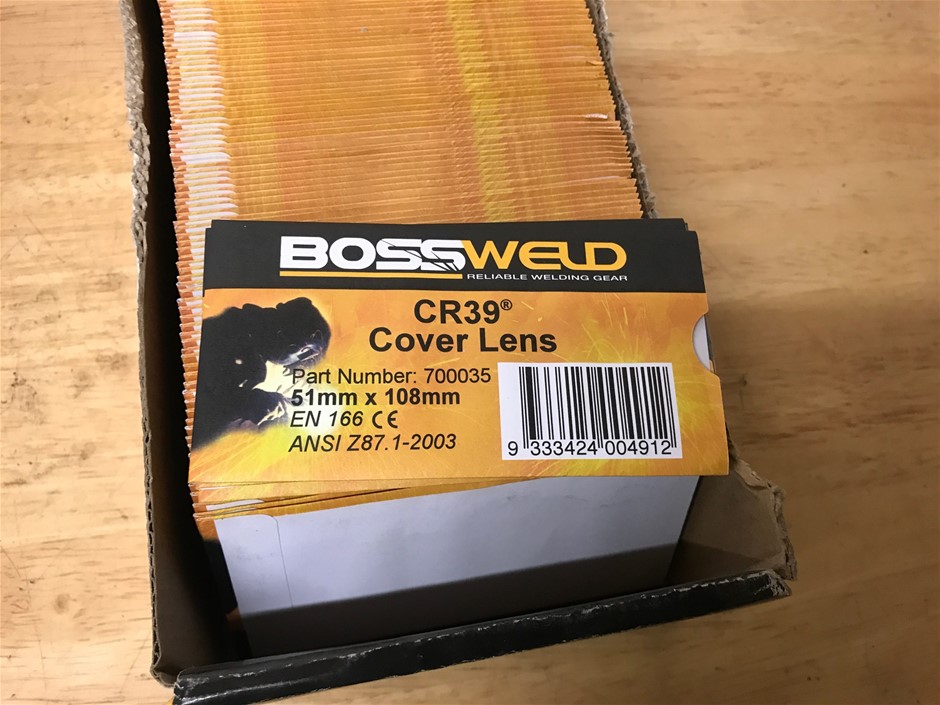 BOSSWELD
RELIABLE WELDING GEAR
CR39®
Cover Lens
Part Number: 700035
51mm x 108mm
EN 166 CE
ANSI Z87.1-2003
9 333424 004912